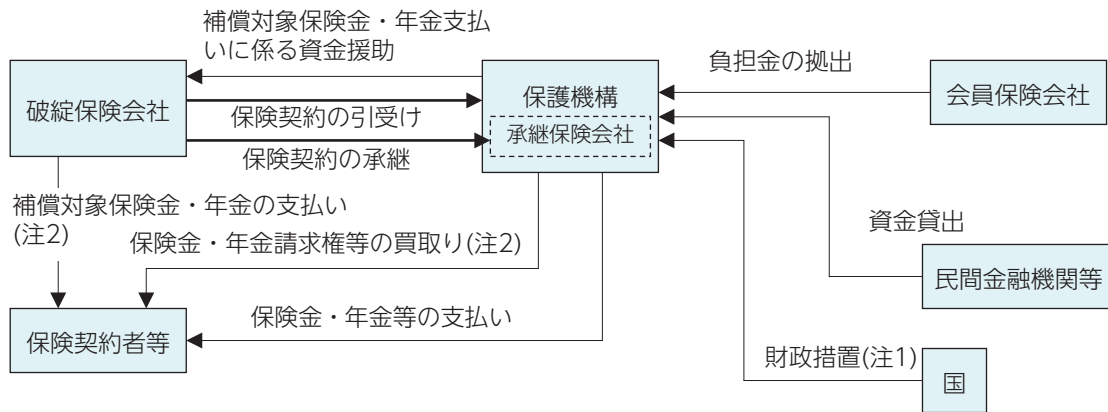 補償対象保険金・年金支払
いに係る資金援助
負担金の拠出
破綻保険会社
保護機構
会員保険会社
保険契約の引受け
承継保険会社
保険契約の承継
補償対象保険金・年金の支払い
(注2)
保険金・年金請求権等の買取り(注2)
資金貸出
民間金融機関等
保険金・年金等の支払い
保険契約者等
財政措置(注1)
国